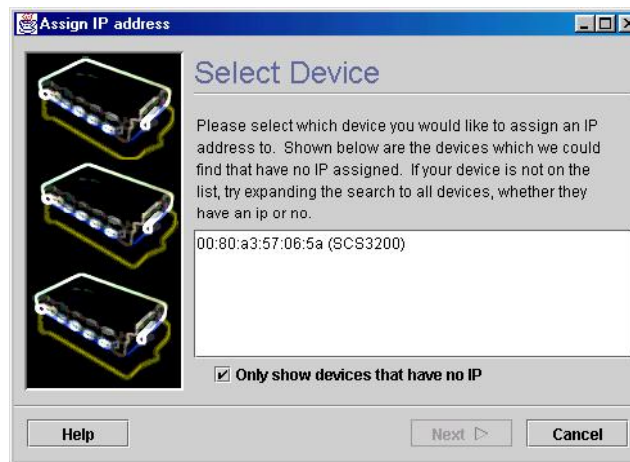 Assign IP address
Select Device
Please select which device you would like to assign an IP
address to. Shown below are the devices which we could
find that have no IP assigned. If your device is not on the
list, try expanding the search to all devices, whether they
have an ip or no.
00:80:a3:57:06:5a (SCS3200)
Only show devices that have no IP
Help
Next
Cancel